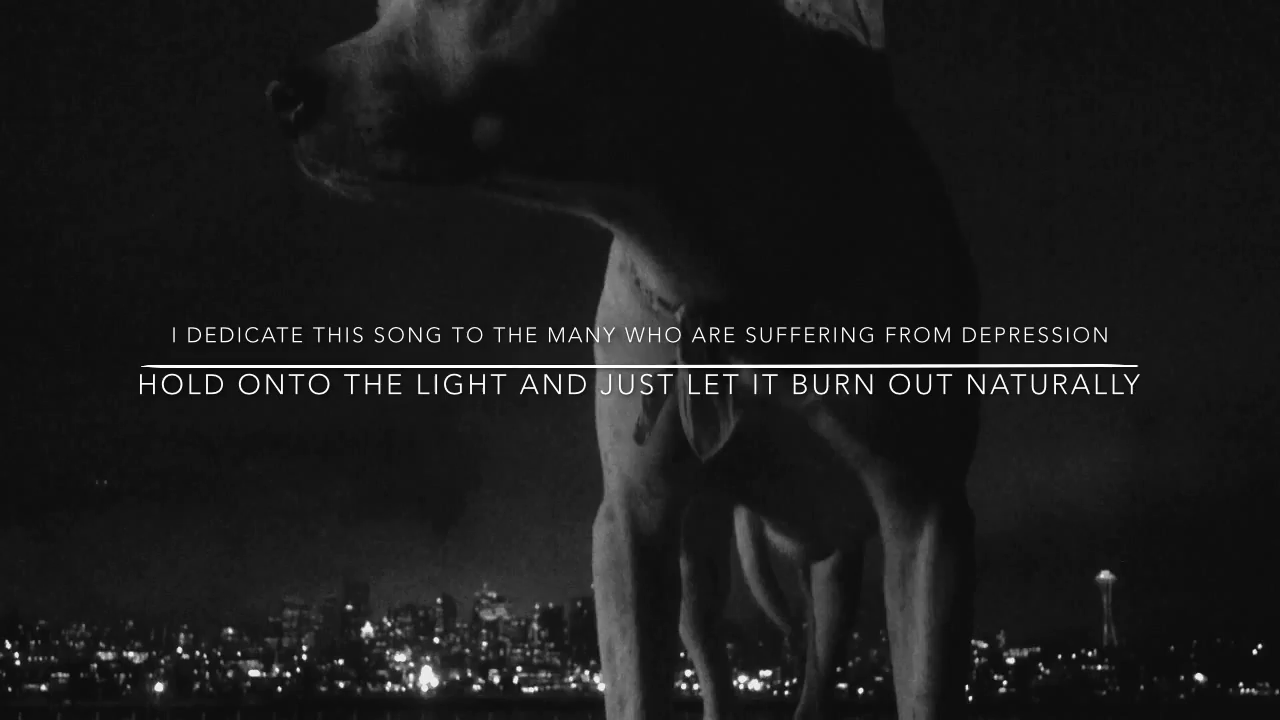 I DEDICATE THIS SONG TO THE MANY WHO ARE SUFFERING FROM DEPRESSION
HOLD ONTO THE LIGHT AND JUST LET IT BURN OUT NATURALLY